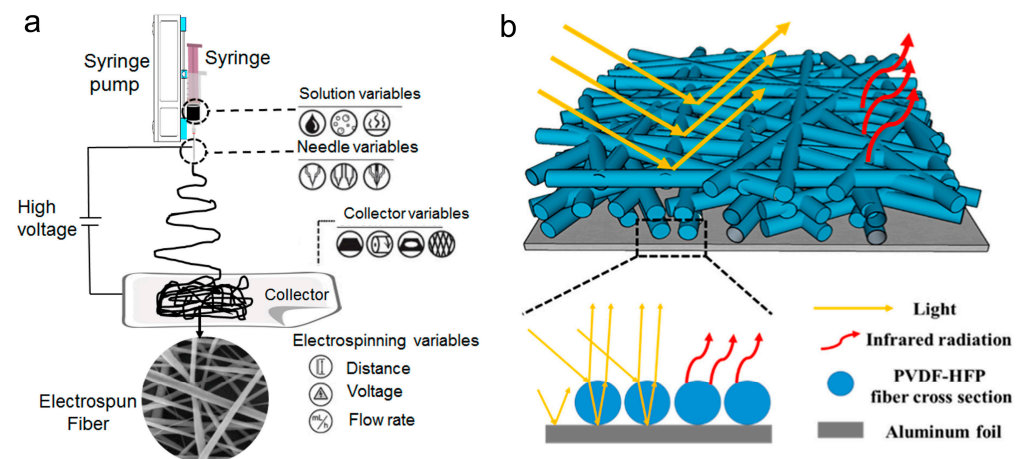 a
Syringe
pump
Syringe
Solution variables
Needle variables
High
voltage
Collector variables
Collector
Electrospinning variables
Distance
Voltage
mL/h
Flow rate
Electrospun
Fiber
b
Light
Infrared radiation
PVDF-HFP
fiber cross section
Aluminum foil